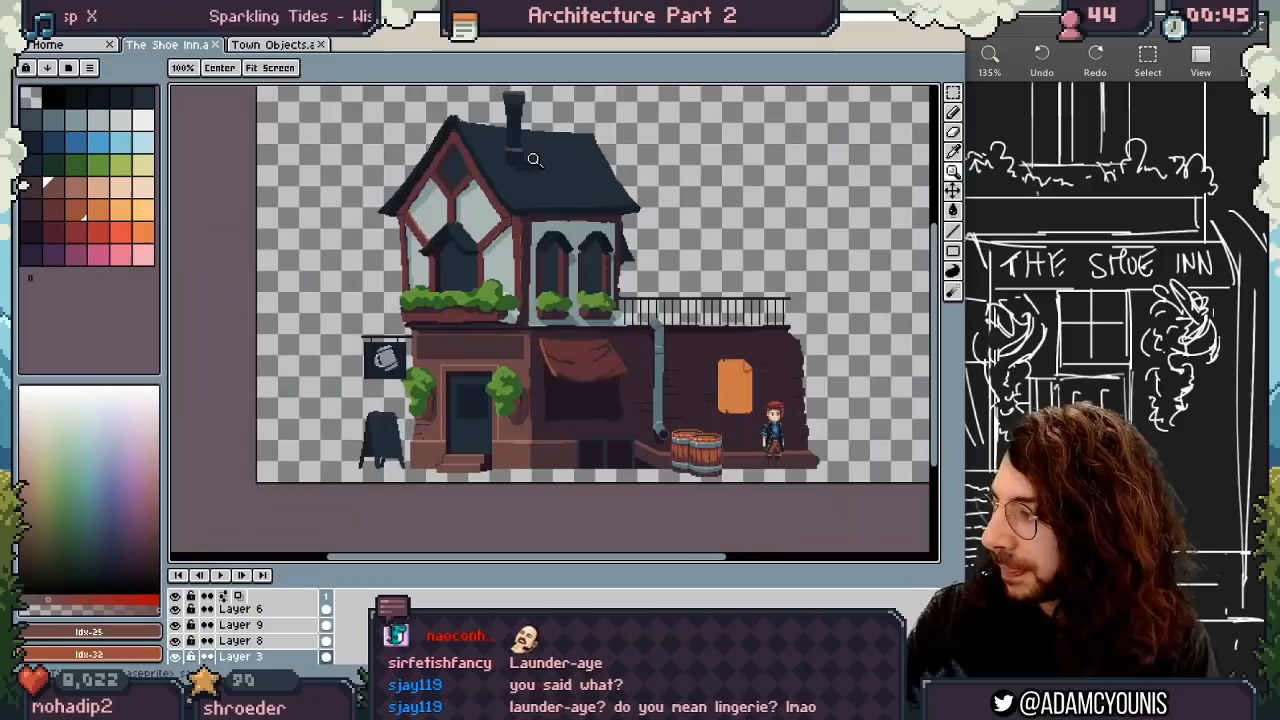 sp X
Sparkling Tides - Wis
Architecture Part 2
44
00:45
Home
The Shoe Inn.a
Town Objects.a
100%
Center
Fit Screen
135%
Undo
Redo
Select
View
THE SHOE INN
Idx-25
Idx-32
1
Layer 6
Layer 9
Layer 8
Layer 3
8,022
90
mohadip2
shroeder
naoconh...
sirfetishfancy Launder-aye
sjay119 you said what?
sjay119 launder-aye? do you mean lingerie? lmao
@ADAMCYOUNIS